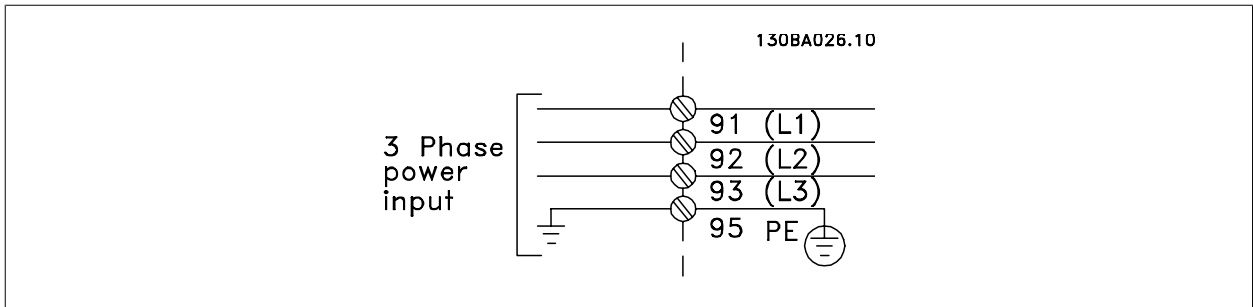 130BA026.10
3 Phase
power
input
91 (L1)
92 (L2)
93 (L3)
95 PE